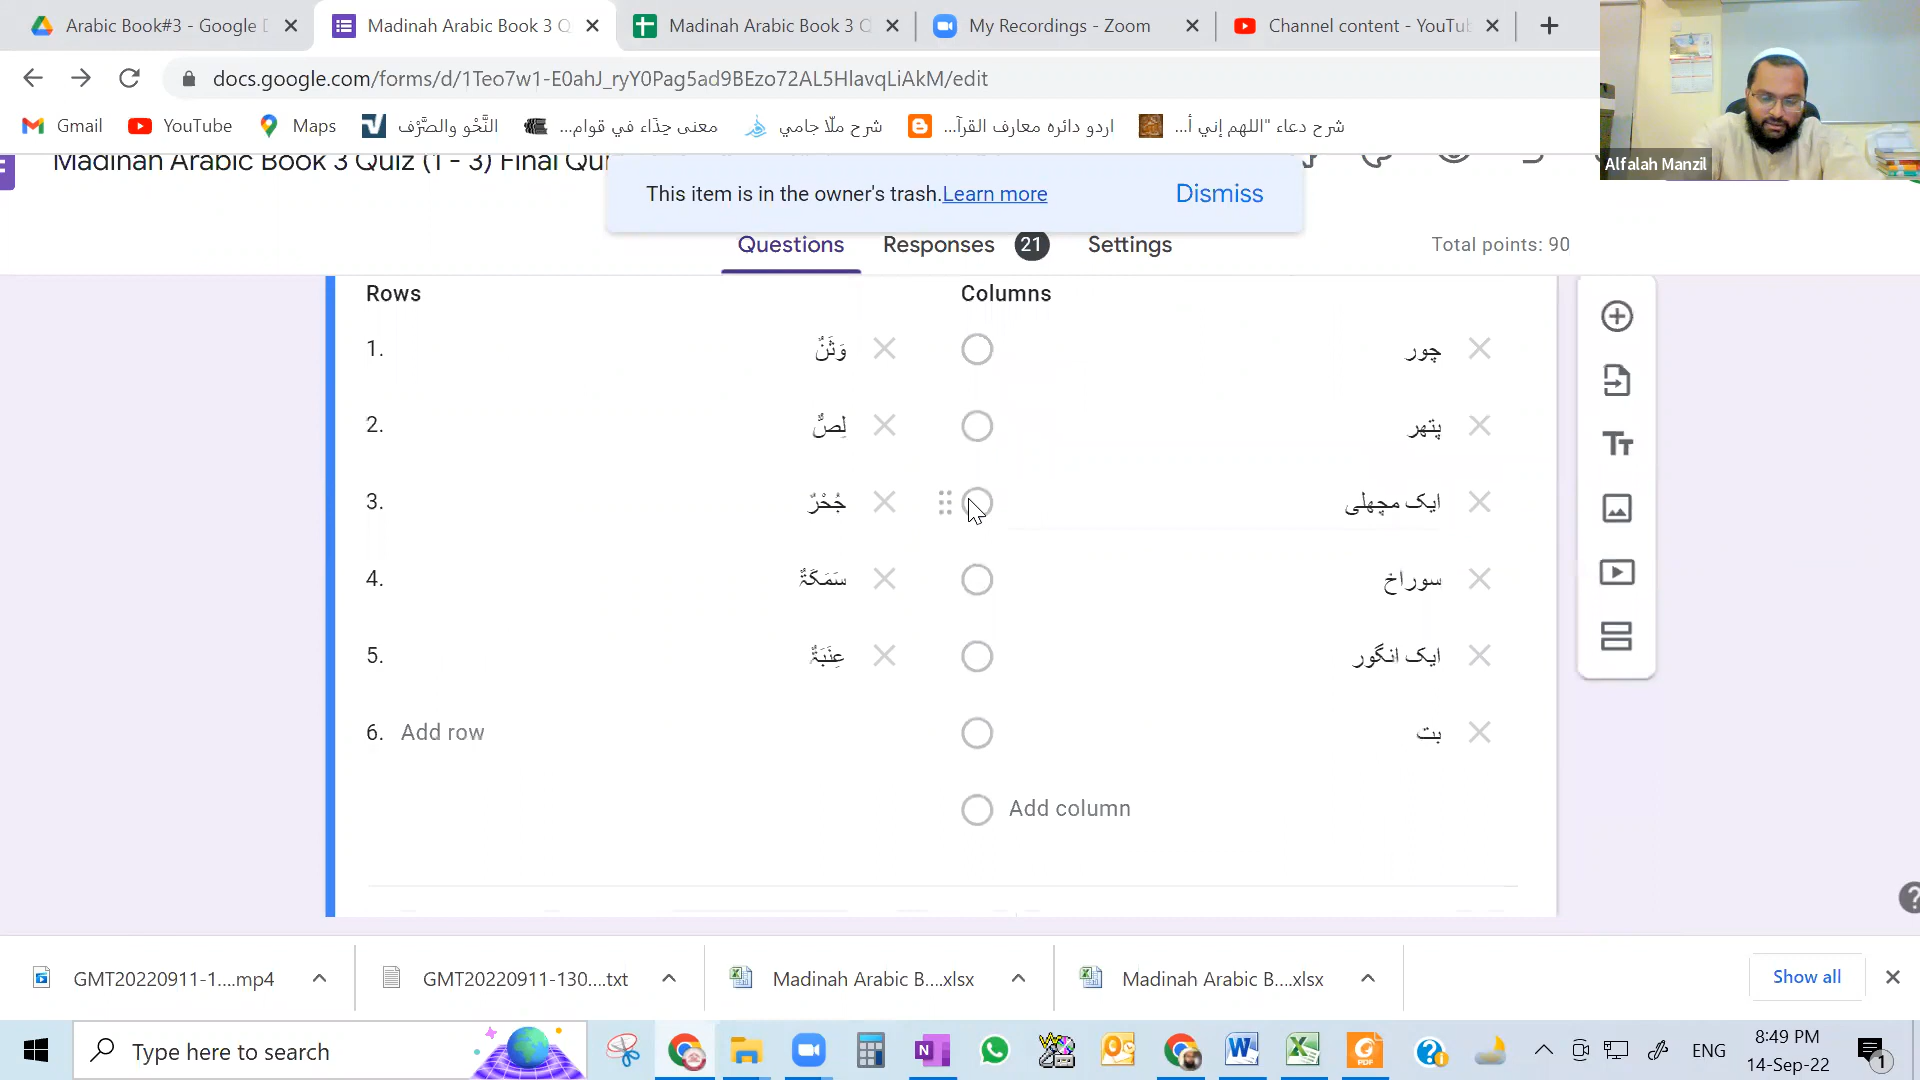 Arabic Book#3 - Google D
Madinah Arabic Book 3 Q
Madinah Arabic Book 3 Q
My Recordings - Zoom
Channel content - YouTub
docs.google.com/forms/d/1Teo7w1-E0ahJ_ryY0Pag5ad9BEzo72AL5HlavqLiAkM/edit
Gmail
YouTube
Maps
النَّحْو والصَّرْف
معنى حِذَاء في قوام...
شرح ملّا جامي
اردو دائره معارف القرآ...
شرح دعاء "اللهم إني أ...
Alfalah Manzil
Madinah Arabic Book 3 Quiz (1 - 3) Final Qu
This item is in the owner's trash. Learn more
Dismiss
Questions
Responses 21
Settings
Total points: 90
Rows
Columns
1. وَثَنٌ
چور
2. لِصٌّ
پتھر
3. جُحْرٌ
ایک مچھلی
4. سَمَكَةٌ
سوراخ
5. عِنَبَةٌ
ایک انگور
6. Add row
بت
Add column
GMT20220911-1....mp4
GMT20220911-130....txt
Madinah Arabic B....xlsx
Madinah Arabic B....xlsx
Show all
Type here to search
ENG
8:49 PM
14-Sep-22
1